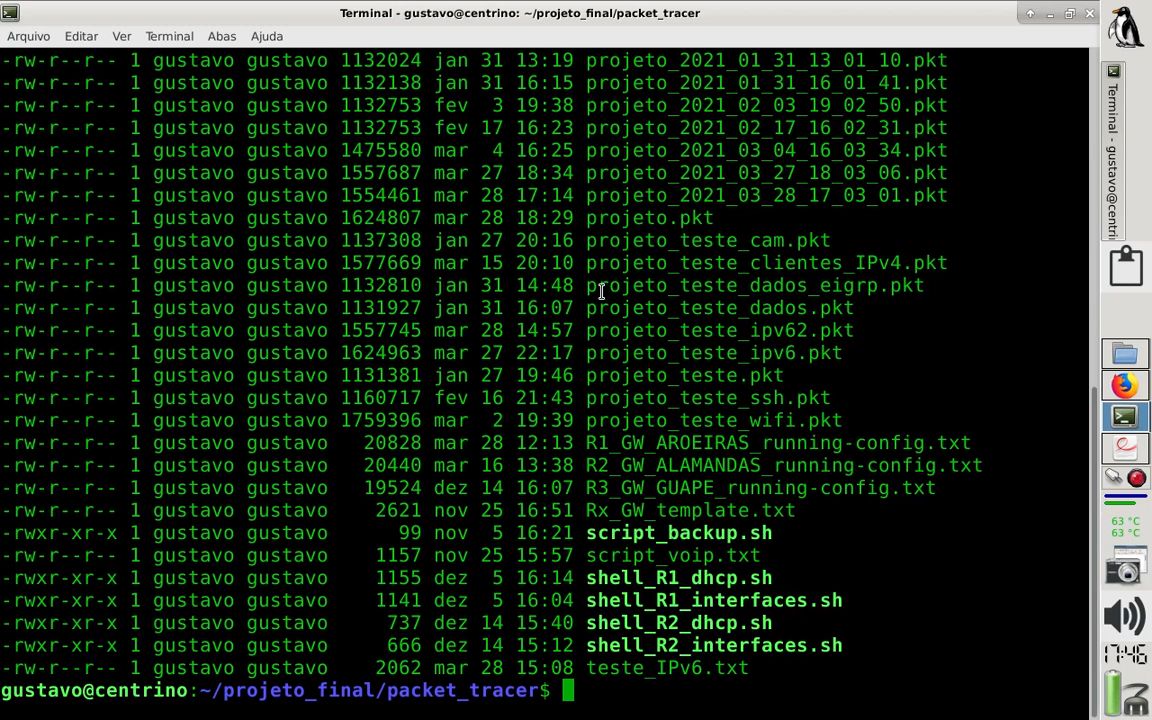 Terminal - gustavo@centrino: ~/projeto_final/packet_tracer
Arquivo Editar Ver Terminal Abas Ajuda
-rw-r--r-- 1 gustavo gustavo 1132024 jan 31 13:19 projeto_2021_01_31_13_01_10.pkt
-rw-r--r-- 1 gustavo gustavo 1132138 jan 31 16:15 projeto_2021_01_31_16_01_41.pkt
-rw-r--r-- 1 gustavo gustavo 1132753 fev  3 19:38 projeto_2021_02_03_19_02_50.pkt
-rw-r--r-- 1 gustavo gustavo 1132753 fev 17 16:23 projeto_2021_02_17_16_02_31.pkt
-rw-r--r-- 1 gustavo gustavo 1475580 mar  4 16:25 projeto_2021_03_04_16_03_34.pkt
-rw-r--r-- 1 gustavo gustavo 1557687 mar 27 18:34 projeto_2021_03_27_18_03_06.pkt
-rw-r--r-- 1 gustavo gustavo 1554461 mar 28 17:14 projeto_2021_03_28_17_03_01.pkt
-rw-r--r-- 1 gustavo gustavo 1624807 mar 28 18:29 projeto.pkt
-rw-r--r-- 1 gustavo gustavo 1137308 jan 27 20:16 projeto_teste_cam.pkt
-rw-r--r-- 1 gustavo gustavo 1577669 mar 15 20:10 projeto_teste_clientes_IPv4.pkt
-rw-r--r-- 1 gustavo gustavo 1132810 jan 31 14:48 projeto_teste_dados_eigrp.pkt
-rw-r--r-- 1 gustavo gustavo 1131927 jan 31 16:07 projeto_teste_dados.pkt
-rw-r--r-- 1 gustavo gustavo 1557745 mar 28 14:57 projeto_teste_ipv62.pkt
-rw-r--r-- 1 gustavo gustavo 1624963 mar 27 22:17 projeto_teste_ipv6.pkt
-rw-r--r-- 1 gustavo gustavo 1131381 jan 27 19:46 projeto_teste.pkt
-rw-r--r-- 1 gustavo gustavo 1160717 fev 16 21:43 projeto_teste_ssh.pkt
-rw-r--r-- 1 gustavo gustavo 1759396 mar  2 19:39 projeto_teste_wifi.pkt
-rw-r--r-- 1 gustavo gustavo   20828 mar 28 12:13 R1_GW_AROEIRAS_running-config.txt
-rw-r--r-- 1 gustavo gustavo   20440 mar 16 13:38 R2_GW_ALAMANDAS_running-config.txt
-rw-r--r-- 1 gustavo gustavo   19524 dez 14 16:07 R3_GW_GUAPE_running-config.txt
-rw-r--r-- 1 gustavo gustavo    2621 nov 25 16:51 Rx_GW_template.txt
-rwxr-xr-x 1 gustavo gustavo      99 nov  5 16:21 script_backup.sh
-rw-r--r-- 1 gustavo gustavo    1157 nov 25 15:57 script_voip.txt
-rwxr-xr-x 1 gustavo gustavo    1155 dez  5 16:14 shell_R1_dhcp.sh
-rwxr-xr-x 1 gustavo gustavo    1141 dez  5 16:04 shell_R1_interfaces.sh
-rwxr-xr-x 1 gustavo gustavo     737 dez 14 15:40 shell_R2_dhcp.sh
-rwxr-xr-x 1 gustavo gustavo     666 dez 14 15:12 shell_R2_interfaces.sh
-rw-r--r-- 1 gustavo gustavo    2062 mar 28 15:08 teste_IPv6.txt
gustavo@centrino:~/projeto_final/packet_tracer$
Terminal - gustavo@centri
63 °C
63 °C
17:46